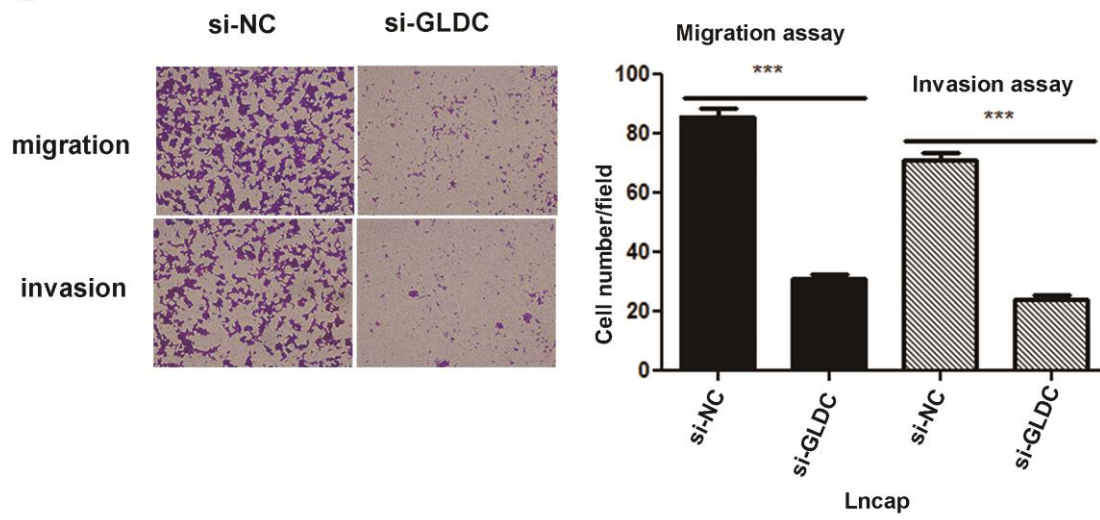 si-NC
si-GLDC
migration
invasion
Migration assay
***
Invasion assay
***
Cell number/field
100
80
60
40
20
0
si-NC
si-GLDC
si-NC
si-GLDC
Lncap